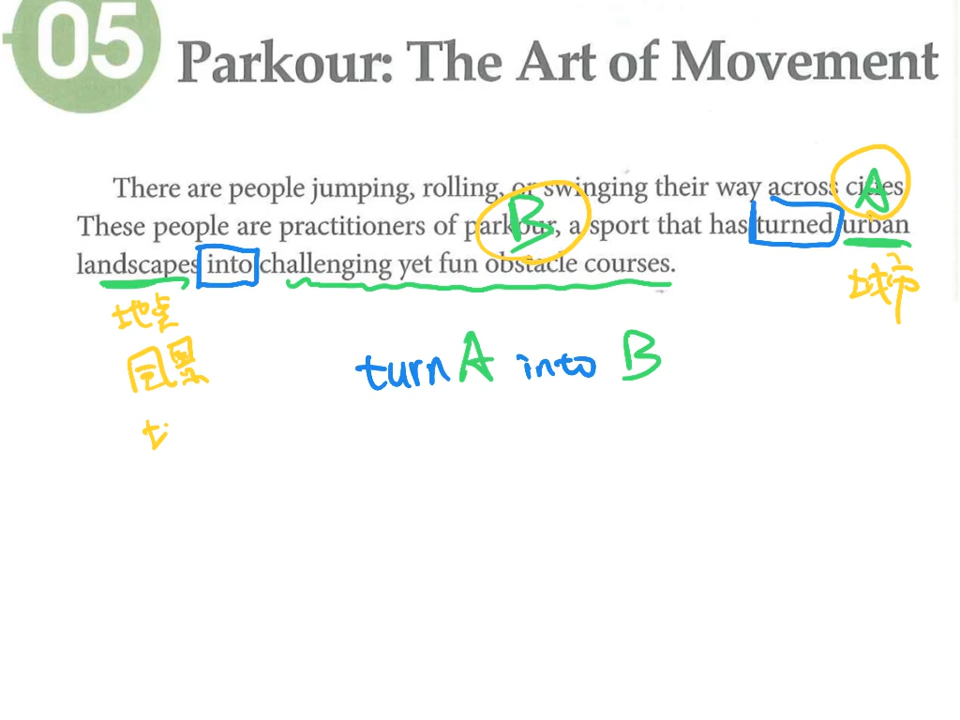 05
Parkour: The Art of Movement
There are people jumping, rolling, or swinging their way across cities
A
These people are practitioners of parkour, a sport that has turned urban
B
landscapes into challenging yet fun obstacle courses.
城市
地点
風景
turn A into B